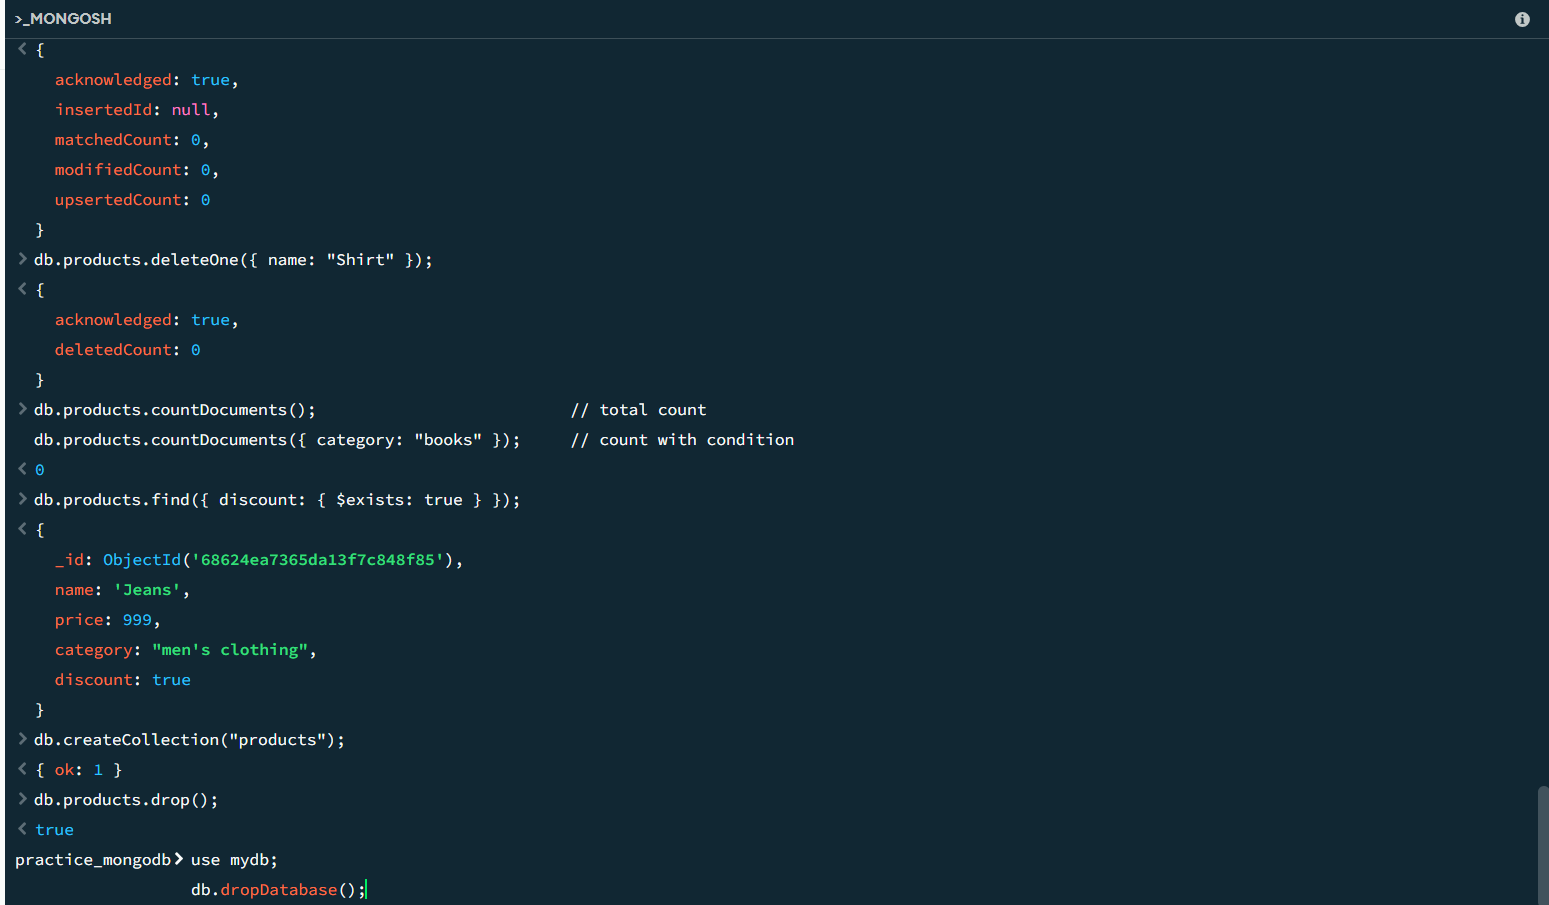 >_MONGOSH
< {
acknowledged: true,
insertedId: null,
matchedCount: 0,
modifiedCount: 0,
upsertedCount: 0
}
> db.products.deleteOne({ name: "Shirt" });
< {
acknowledged: true,
deletedCount: 0
}
> db.products.countDocuments(); // total count
db.products.countDocuments({ category: "books" }); // count with condition
< 0
> db.products.find({ discount: { $exists: true } });
< {
_id: ObjectId('68624ea7365da13f7c848f85'),
name: 'Jeans',
price: 999,
category: "men's clothing",
discount: true
}
> db.createCollection("products");
< { ok: 1 }
> db.products.drop();
< true
practice_mongodb> use mydb;
db.dropDatabase();